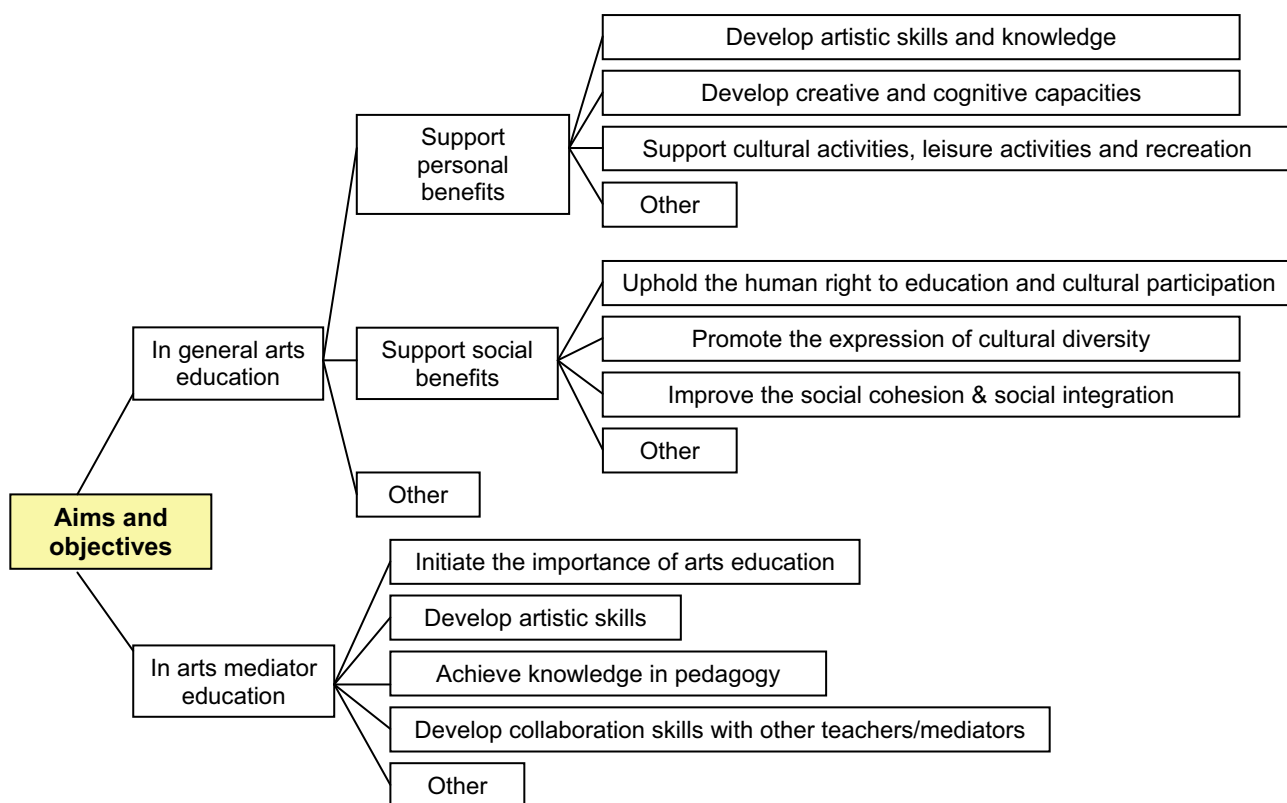 Develop artistic skills and knowledge
Develop creative and cognitive capacities
Support
personal
benefits
Support cultural activities, leisure activities and recreation
Other
Uphold the human right to education and cultural participation
In general arts
education
Support social
benefits
Promote the expression of cultural diversity
Improve the social cohesion & social integration
Other
Other
Aims and
objectives
Initiate the importance of arts education
Develop artistic skills
In arts mediator
education
Achieve knowledge in pedagogy
Develop collaboration skills with other teachers/mediators
Other